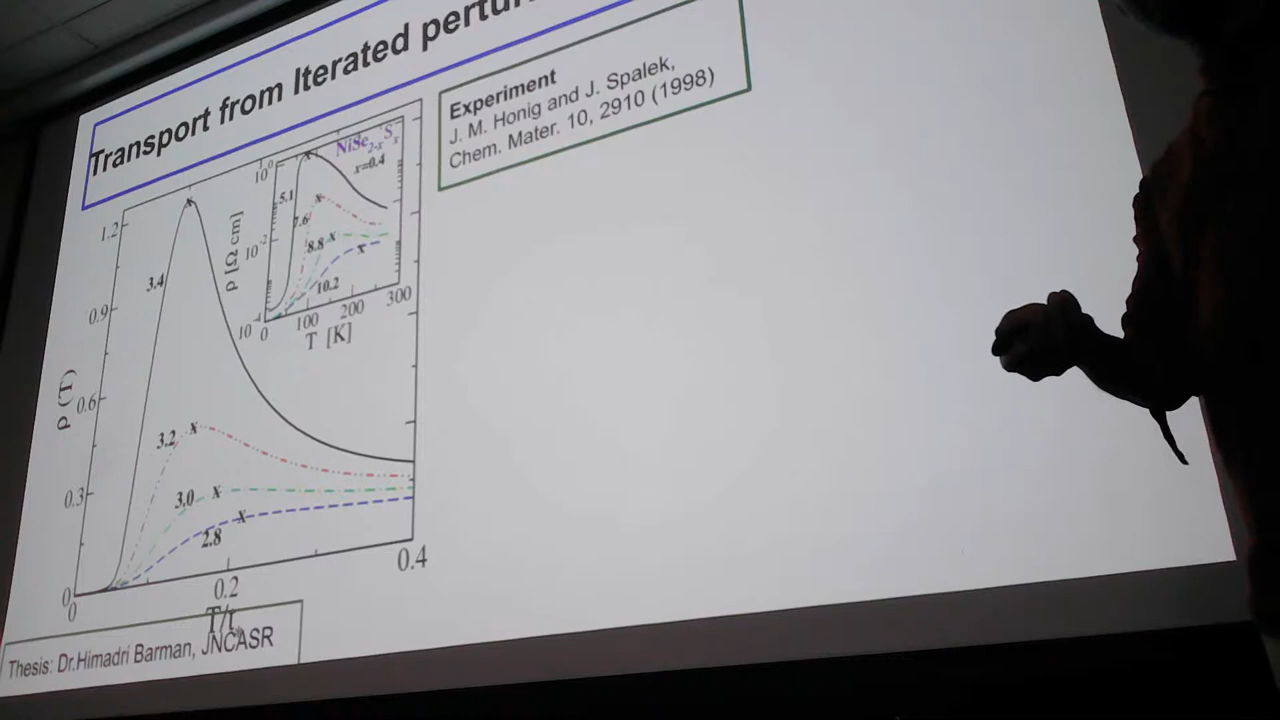 Transport from Iterated pertur
Experiment
J. M. Honig and J. Spalek,
Chem. Mater. 10, 2910 (1998)
NiSe2-xSx
x=0.4
10^0
5.1
7.6
ρ [Ω cm]
10^-2
8.8
10.2
10^-4
0
100
200
300
T [K]
1.2
3.4
0.9
ρ (T)
0.6
3.2
x
0.3
3.0
x
x
2.8
0
0
0.2
0.4
T/t*
Thesis: Dr.Himadri Barman, JNCASR